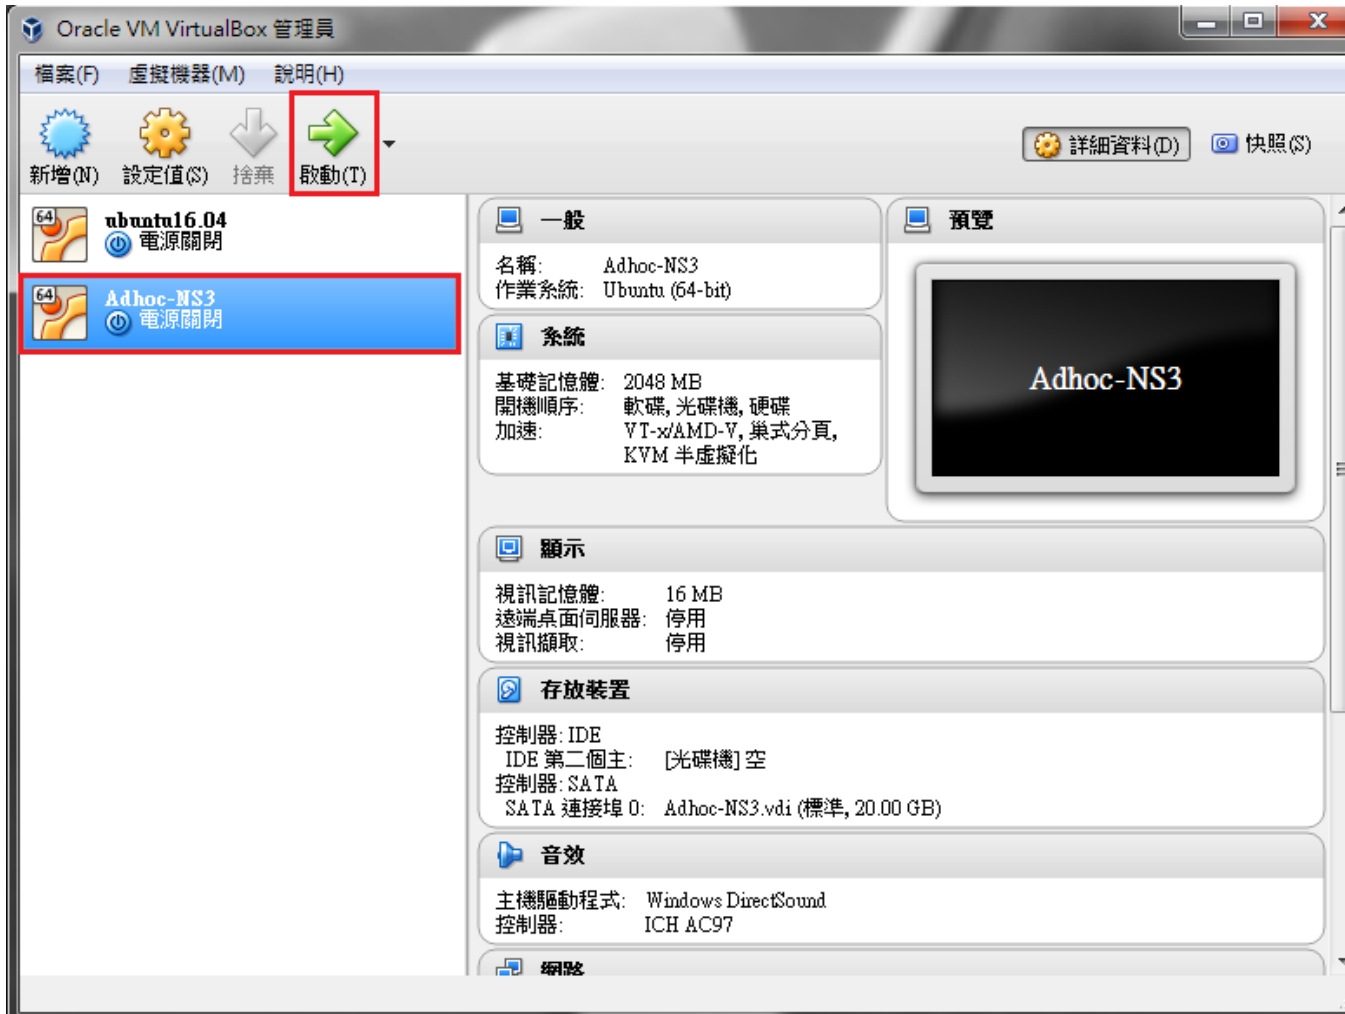 Oracle VM VirtualBox 管理員
檔案(F) 虛擬機器(M) 說明(H)
新增(N) 設定值(S) 捨棄 啟動(T)
詳細資料(D) 快照(S)
64 ubuntu16.04
電源關閉
64 Adhoc-NS3
電源關閉
一般
名稱: Adhoc-NS3
作業系統: Ubuntu (64-bit)
預覽
Adhoc-NS3
系統
基礎記憶體: 2048 MB
開機順序: 軟碟, 光碟機, 硬碟
加速: VT-x/AMD-V, 巢式分頁,
KVM 半虛擬化
顯示
視訊記憶體: 16 MB
遠端桌面伺服器: 停用
視訊擷取: 停用
存放裝置
控制器: IDE
IDE 第二個主: [光碟機] 空
控制器: SATA
SATA 連接埠 0: Adhoc-NS3.vdi (標準, 20.00 GB)
音效
主機驅動程式: Windows DirectSound
控制器: ICH AC97
網路